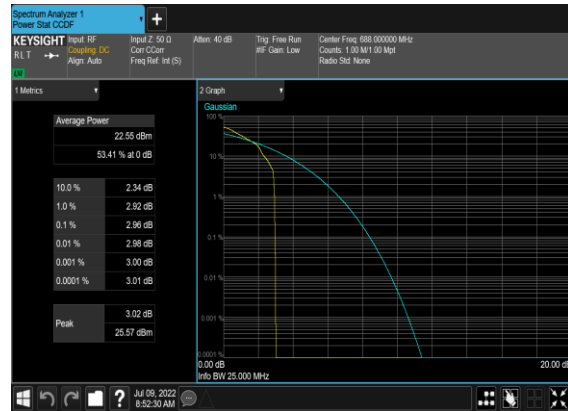 Spectrum Analyzer 1
Power Stat CCDF
KEYSIGHT
RLT
LV
Input: RF
Coupling: DC
Align: Auto
Input Z: 50 Ω
Corr CCorr
Freq Ref: Int (S)
Atten: 40 dB
Trig: Free Run
#IF Gain: Low
Center Freq: 688.000000 MHz
Counts: 1.00 M/1.00 Mpt
Radio Std: None
1 Metrics
Average Power
22.55 dBm
53.41 % at 0 dB
10.0 % 2.34 dB
1.0 % 2.92 dB
0.1 % 2.96 dB
0.01 % 2.98 dB
0.001 % 3.00 dB
0.0001 % 3.01 dB
Peak
3.02 dB
25.57 dBm
2 Graph
Gaussian
100 %
10 %
1 %
0.1 %
0.01 %
0.001 %
0.0001 %
0.00 dB
20.00 dB
Info BW 25.000 MHz
?
Jul 09, 2022
8:52:30 AM